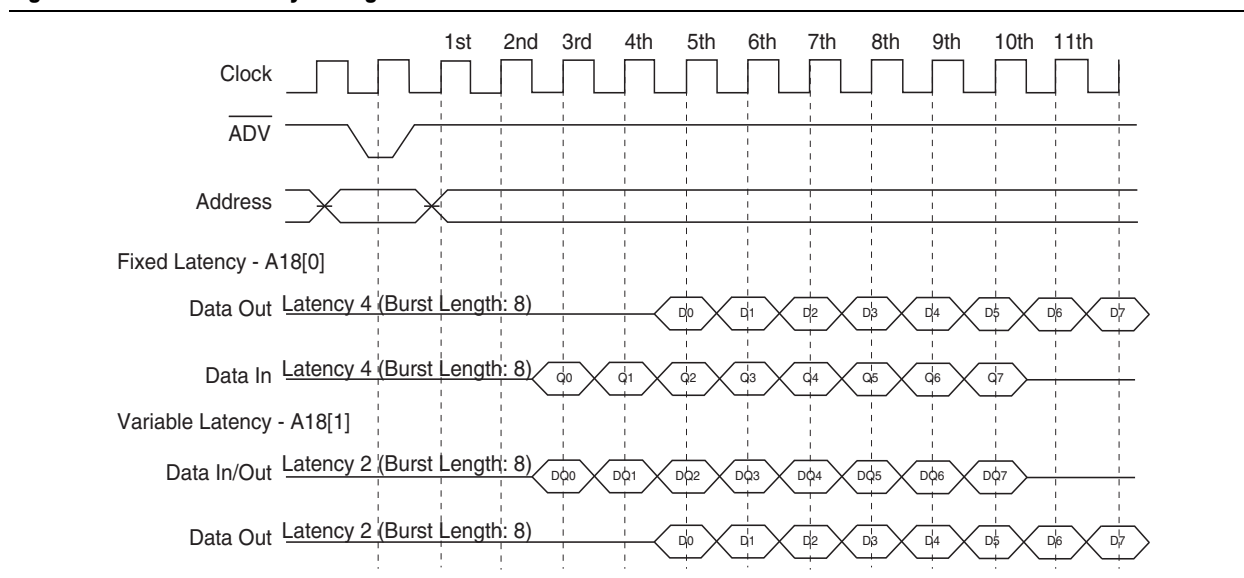 1st 2nd 3rd 4th 5th 6th 7th 8th 9th 10th 11th
Clock
ADV
Address
Fixed Latency - A18[0]
Data Out Latency 4 (Burst Length: 8) D0 D1 D2 D3 D4 D5 D6 D7
Data In Latency 4 (Burst Length: 8) Q0 Q1 Q2 Q3 Q4 Q5 Q6 Q7
Variable Latency - A18[1]
Data In/Out Latency 2 (Burst Length: 8) DQ0 DQ1 DQ2 DQ3 DQ4 DQ5 DQ6 DQ7
Data Out Latency 2 (Burst Length: 8) D0 D1 D2 D3 D4 D5 D6 D7